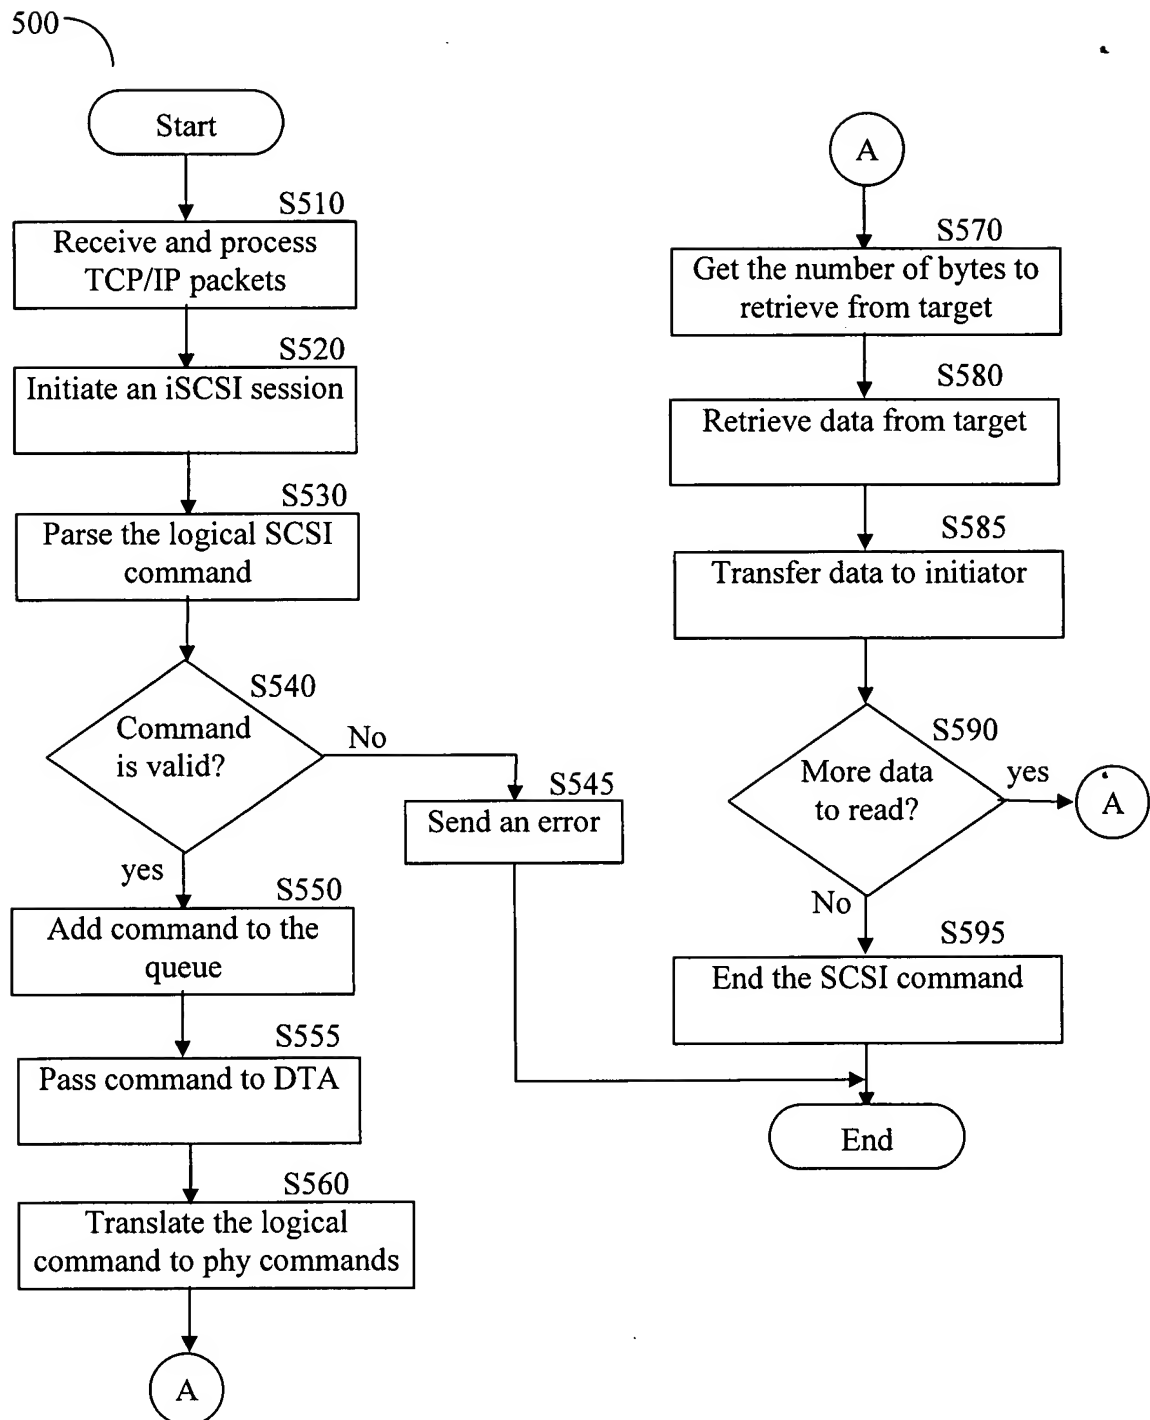 500
Start
S510
Receive and process
TCP/IP packets
S520
Initiate an iSCSI session
S530
Parse the logical SCSI
command
S540
Command
is valid?
No
S545
Send an error
yes
S550
Add command to the
queue
S555
Pass command to DTA
S560
Translate the logical
command to phy commands
A
A
S570
Get the number of bytes to
retrieve from target
S580
Retrieve data from target
S585
Transfer data to initiator
S590
More data
to read?
yes
A
No
S595
End the SCSI command
End